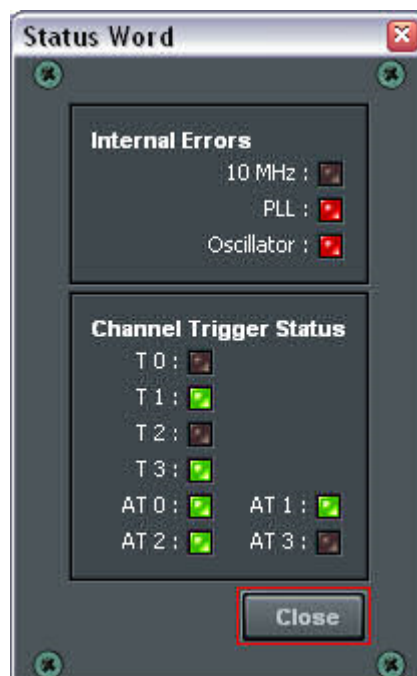 Status Word
Internal Errors
10 MHz :
PLL :
Oscillator :
Channel Trigger Status
T 0 :
T 1 :
T 2 :
T 3 :
AT 0 : AT 1 :
AT 2 : AT 3 :
Close